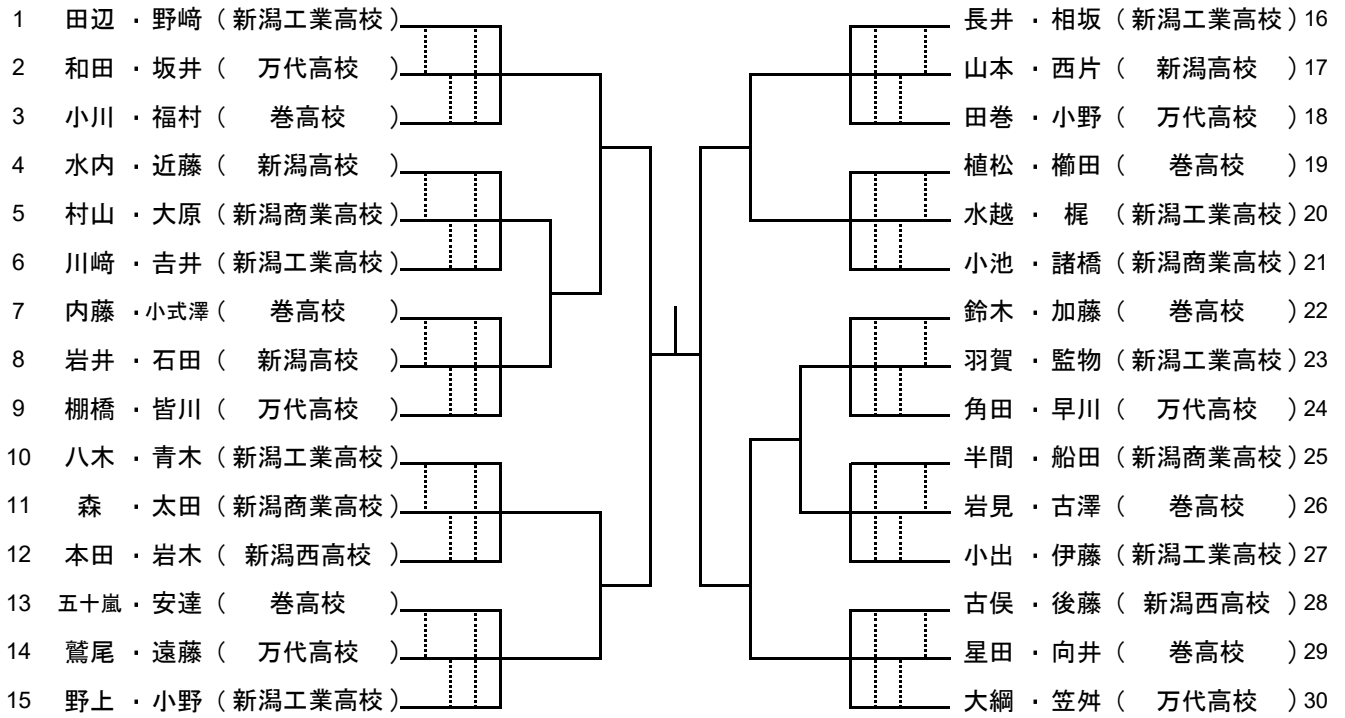 1 田辺・野﨑（新潟工業高校）
2 和田・坂井（万代高校）
3 小川・福村（巻高校）
4 水内・近藤（新潟高校）
5 村山・大原（新潟商業高校）
6 川﨑・𠮷井（新潟工業高校）
7 内藤・小式澤（巻高校）
8 岩井・石田（新潟高校）
9 棚橋・皆川（万代高校）
10 八木・青木（新潟工業高校）
11 森・太田（新潟商業高校）
12 本田・岩木（新潟西高校）
13 五十嵐・安達（巻高校）
14 鷲尾・遠藤（万代高校）
15 野上・小野（新潟工業高校）
長井・相坂（新潟工業高校）16
山本・西片（新潟高校）17
田巻・小野（万代高校）18
植松・櫛田（巻高校）19
水越・梶（新潟工業高校）20
小池・諸橋（新潟商業高校）21
鈴木・加藤（巻高校）22
羽賀・監物（新潟工業高校）23
角田・早川（万代高校）24
半間・船田（新潟商業高校）25
岩見・古澤（巻高校）26
小出・伊藤（新潟工業高校）27
古俣・後藤（新潟西高校）28
星田・向井（巻高校）29
大綱・笠舛（万代高校）30